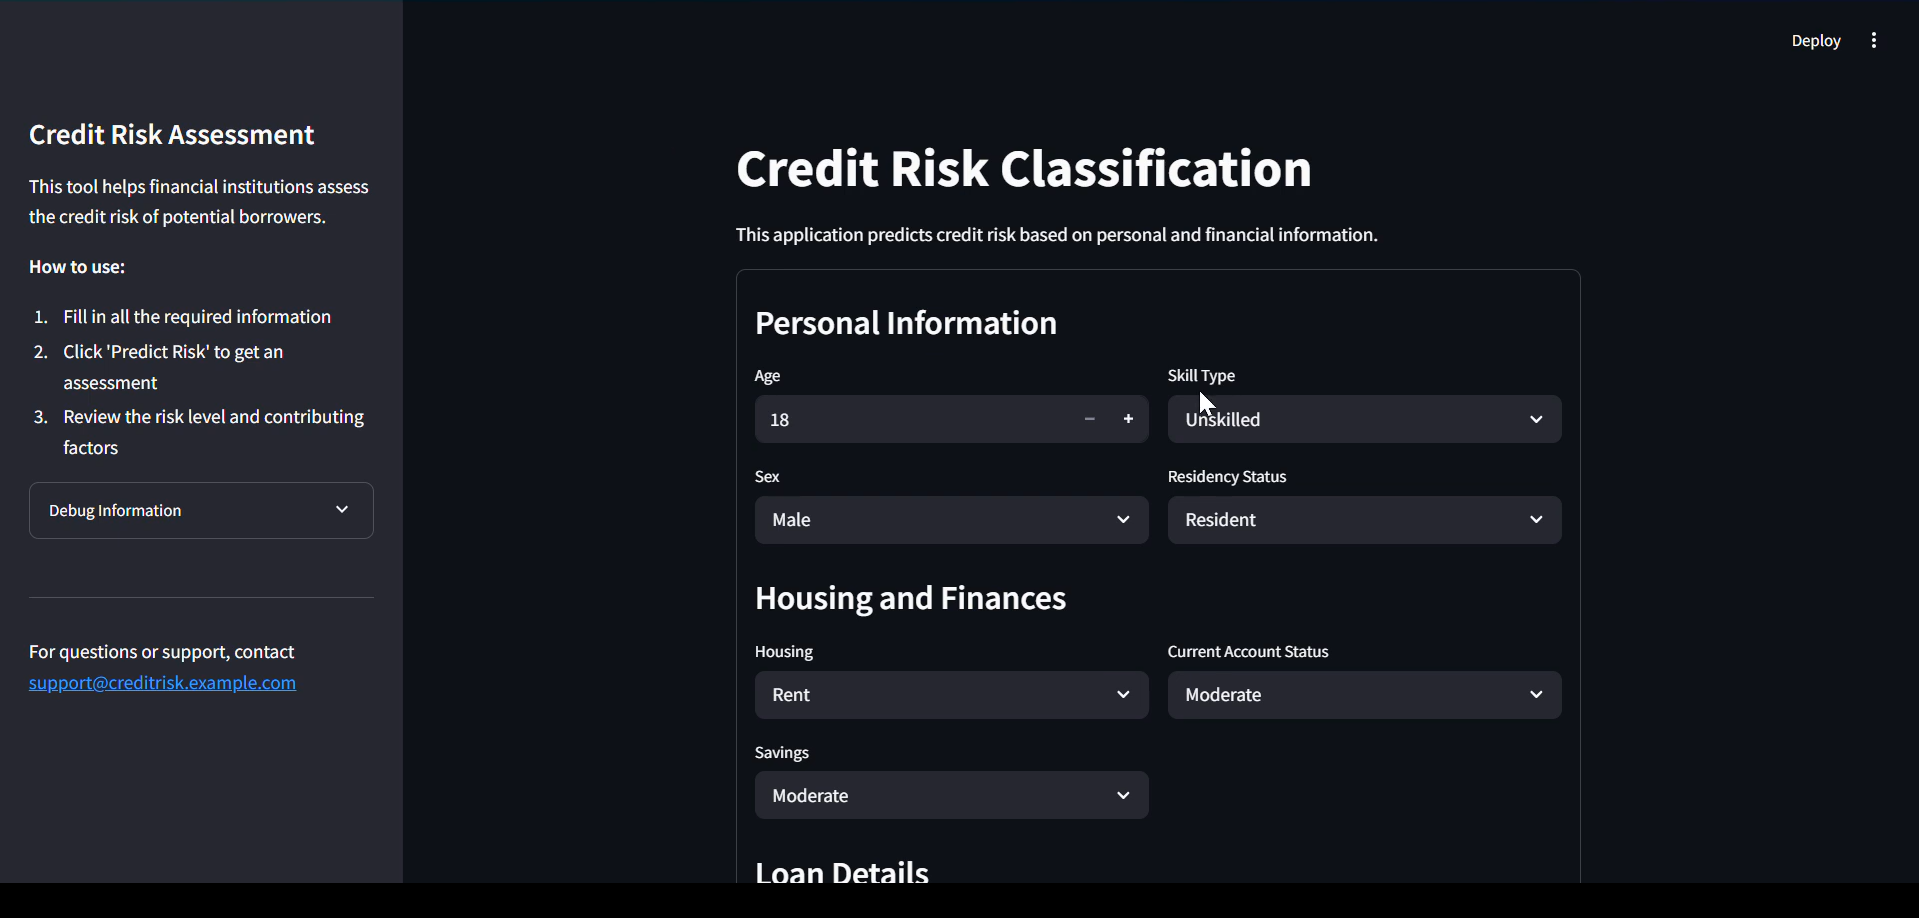 Deploy
Credit Risk Assessment
This tool helps financial institutions assess
the credit risk of potential borrowers.
How to use:
1. Fill in all the required information
2. Click 'Predict Risk' to get an
assessment
3. Review the risk level and contributing
factors
Debug Information
For questions or support, contact
support@creditrisk.example.com
Credit Risk Classification
This application predicts credit risk based on personal and financial information.
Personal Information
Age
Skill Type
18
Unskilled
Sex
Residency Status
Male
Resident
Housing and Finances
Housing
Current Account Status
Rent
Moderate
Savings
Moderate
Loan Details